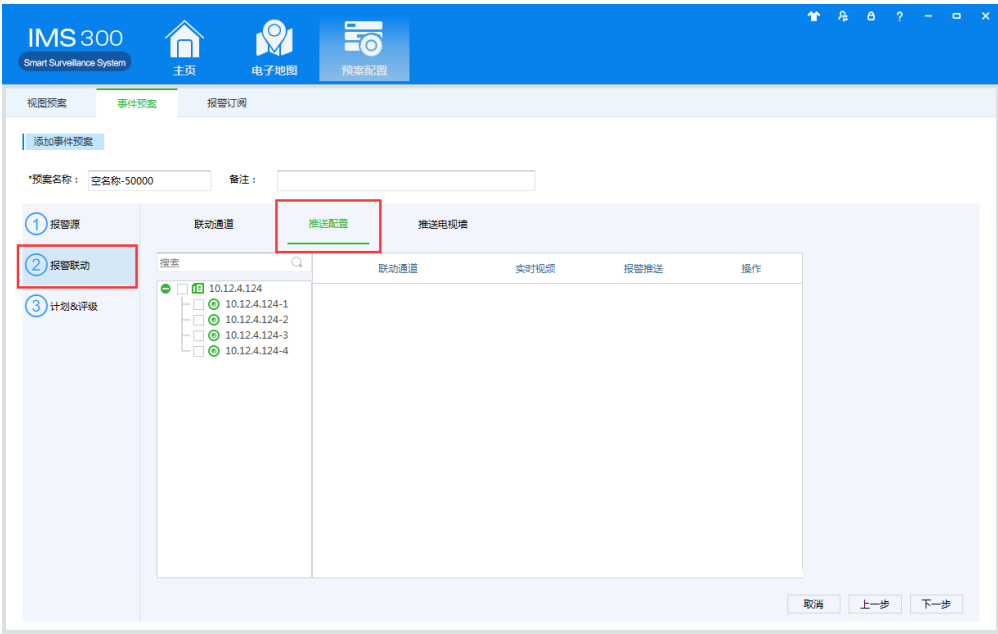 IMS 300
Smart Surveillance System
主页
电子地图
预案配置
视图预案
事件预案
报警订阅
添加事件预案
*预案名称：
空名称-50000
备注：
1 报警源
2 报警联动
3 计划&评级
联动通道
推送配置
推送电视墙
搜索
10.12.4.124
10.12.4.124-1
10.12.4.124-2
10.12.4.124-3
10.12.4.124-4
联动通道
实时视频
报警推送
操作
取消
上一步
下一步